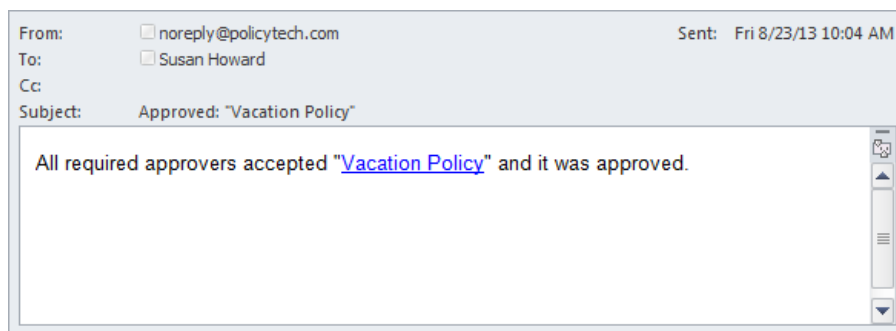 From: noreply@policytech.com Sent: Fri 8/23/13 10:04 AM
To: Susan Howard
Cc:
Subject: Approved: "Vacation Policy"
All required approvers accepted "Vacation Policy" and it was approved.